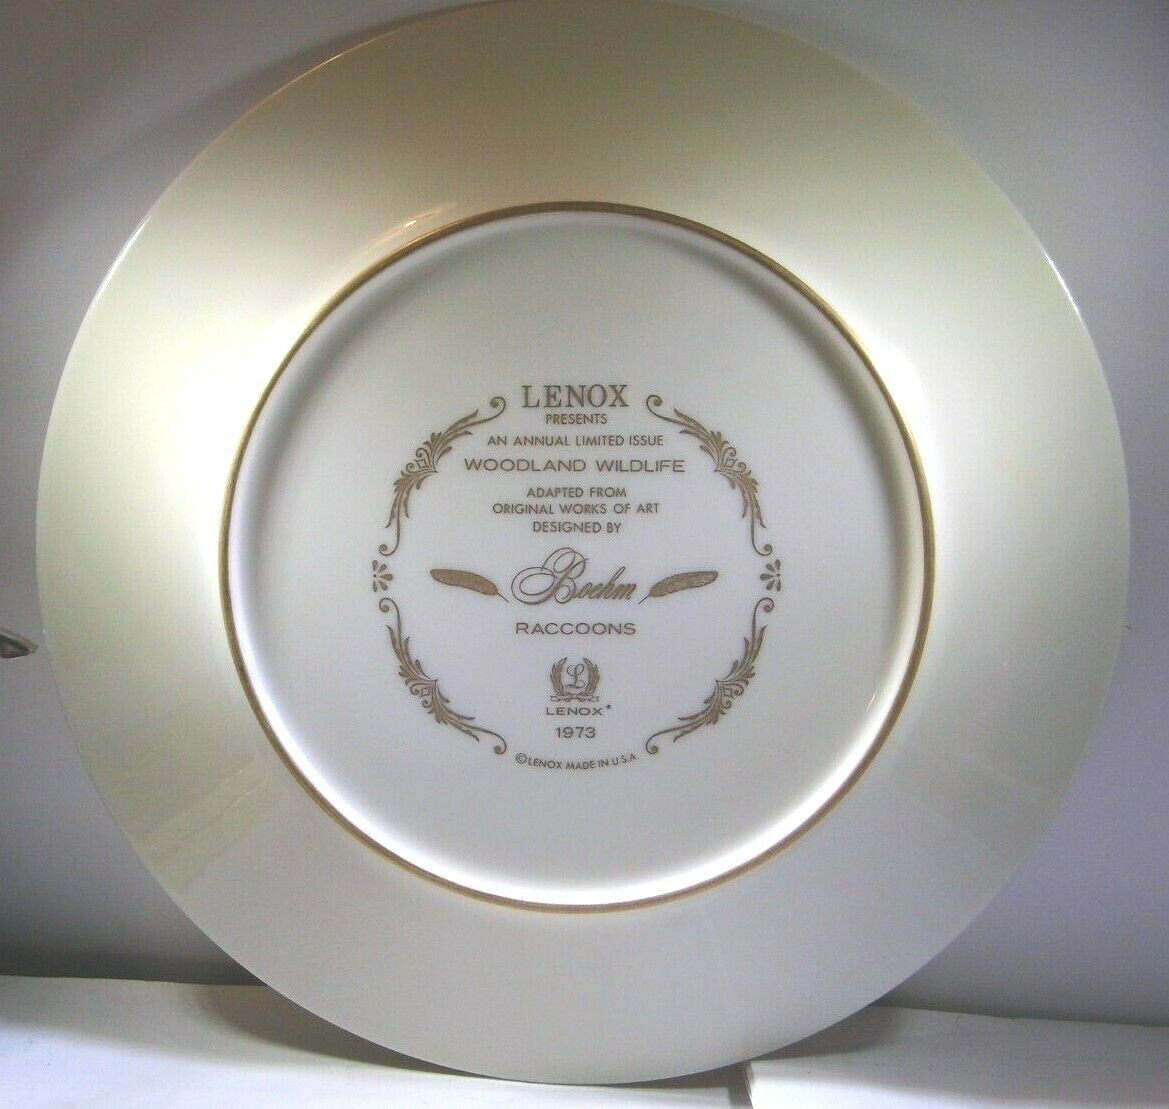 LENOX
PRESENTS
AN ANNUAL LIMITED ISSUE
WOODLAND WILDLIFE
ADAPTED FROM
ORIGINAL WORKS OF ART
DESIGNED BY
Boehm
RACCOONS
L
LENOX®
1973
©LENOX MADE IN U.S.A.